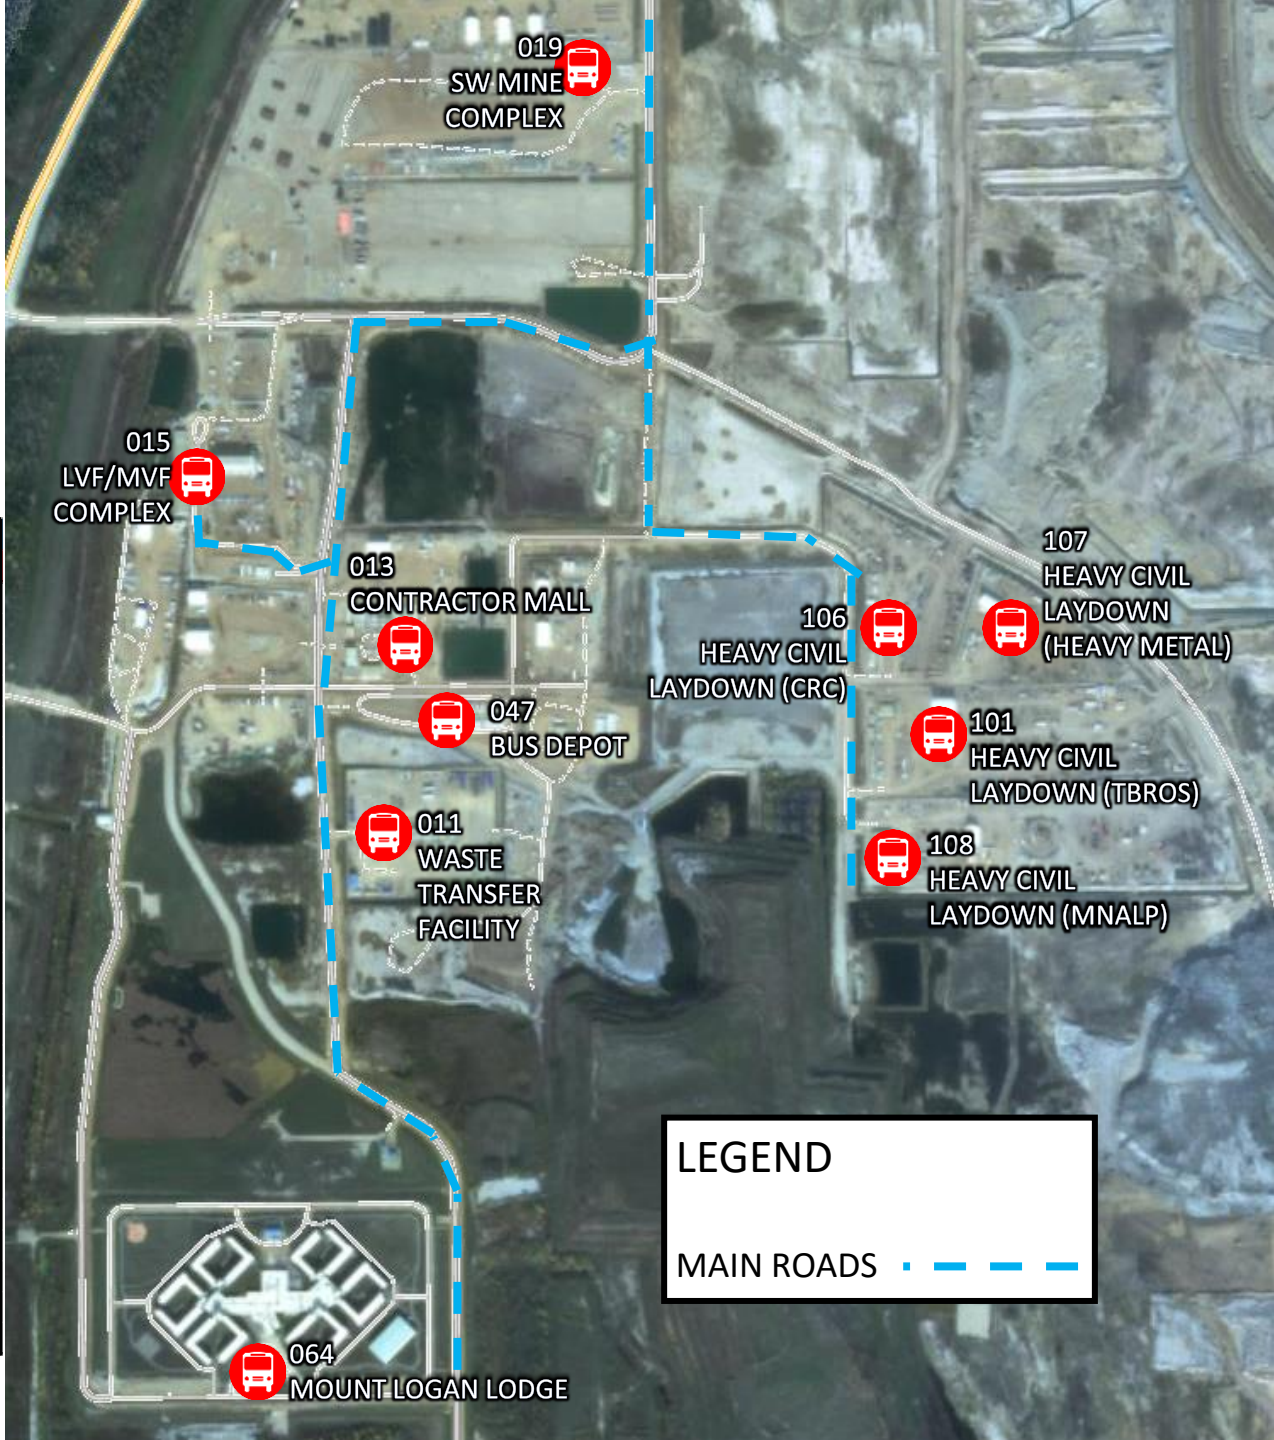 019
SW MINE
COMPLEX
015
LVF/MVF
COMPLEX
013
CONTRACTOR MALL
107
HEAVY CIVIL
LAYDOWN
(HEAVY METAL)
106
HEAVY CIVIL
LAYDOWN (CRC)
047
BUS DEPOT
101
HEAVY CIVIL
LAYDOWN (TBROS)
011
WASTE
TRANSFER
FACILITY
108
HEAVY CIVIL
LAYDOWN (MNALP)
LEGEND
MAIN ROADS
064
MOUNT LOGAN LODGE